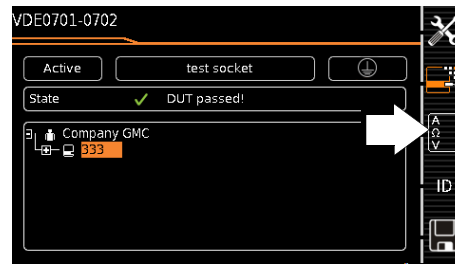 VDE0701-0702
Active
test socket
State
DUT passed!
Company GMC
333
A
Ω
V
ID